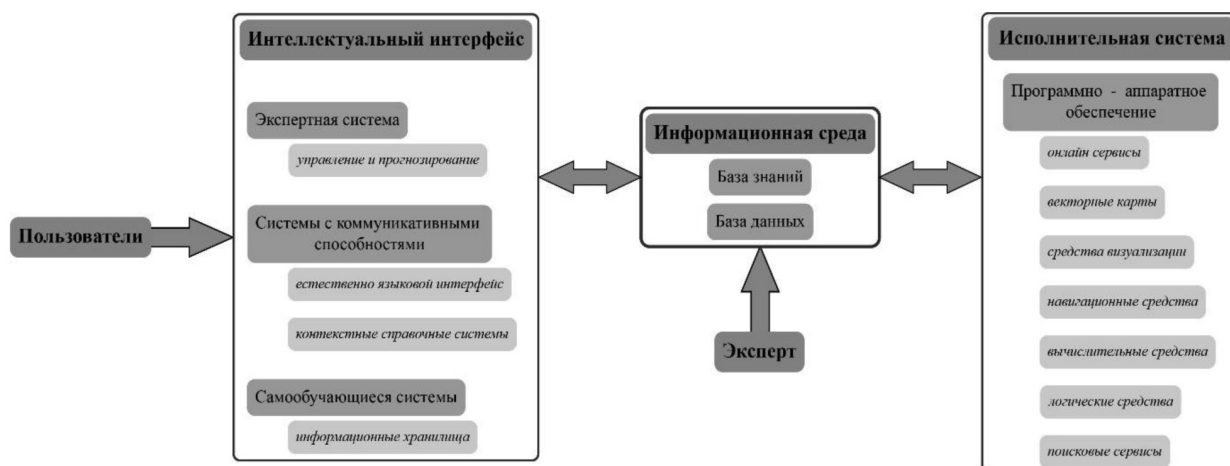 Пользователи
Интеллектуальный интерфейс
Экспертная система
управление и прогнозирование
Системы с коммуникативными
способностями
естественно языковой интерфейс
контекстные справочные системы
Самообучающиеся системы
информационные хранилища
Информационная среда
База знаний
База данных
Эксперт
Исполнительная система
Программно - аппаратное
обеспечение
онлайн сервисы
векторные карты
средства визуализации
навигационные средства
вычислительные средства
логические средства
поисковые сервисы